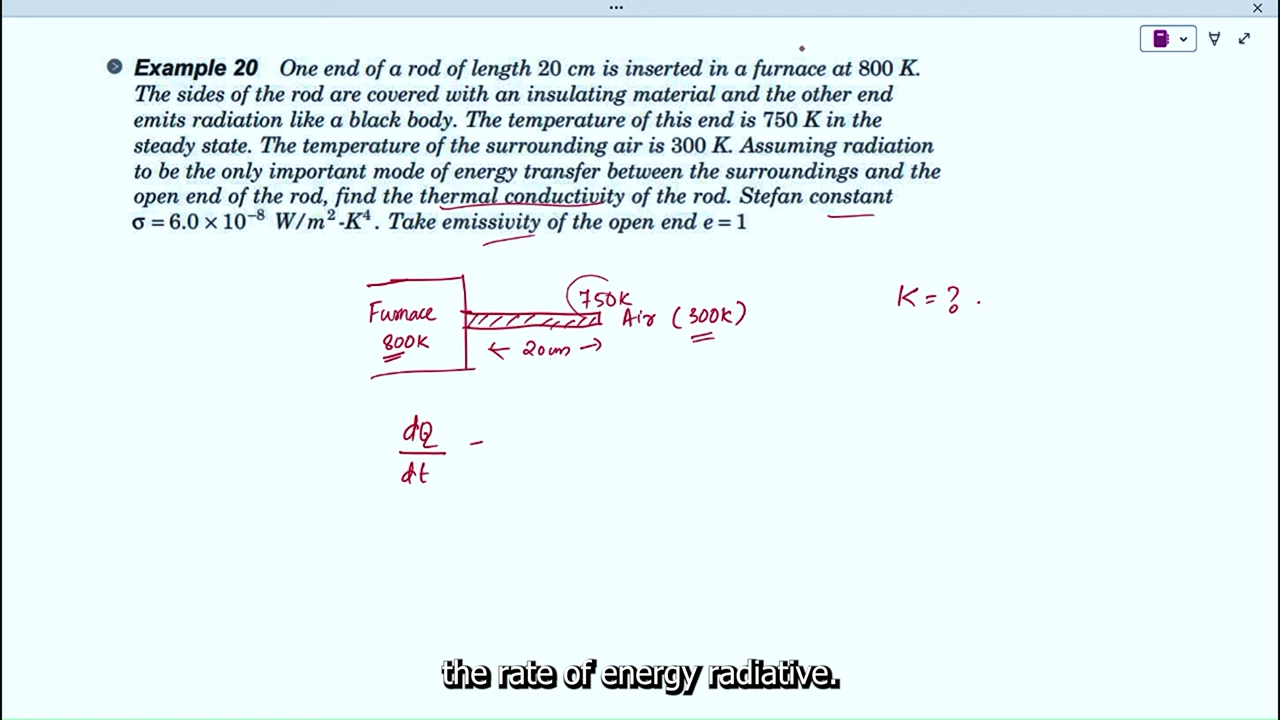 ...
Example 20 One end of a rod of length 20 cm is inserted in a furnace at 800 K.
The sides of the rod are covered with an insulating material and the other end
emits radiation like a black body. The temperature of this end is 750 K in the
steady state. The temperature of the surrounding air is 300 K. Assuming radiation
to be the only important mode of energy transfer between the surroundings and the
open end of the rod, find the thermal conductivity of the rod. Stefan constant
σ = 6.0 × 10⁻⁸ W/m²-K⁴. Take emissivity of the open end e = 1
750K
K = ? .
Furnace
Air (300K)
800K
← 20cm →
dQ
— =
dt
the rate of energy radiative.